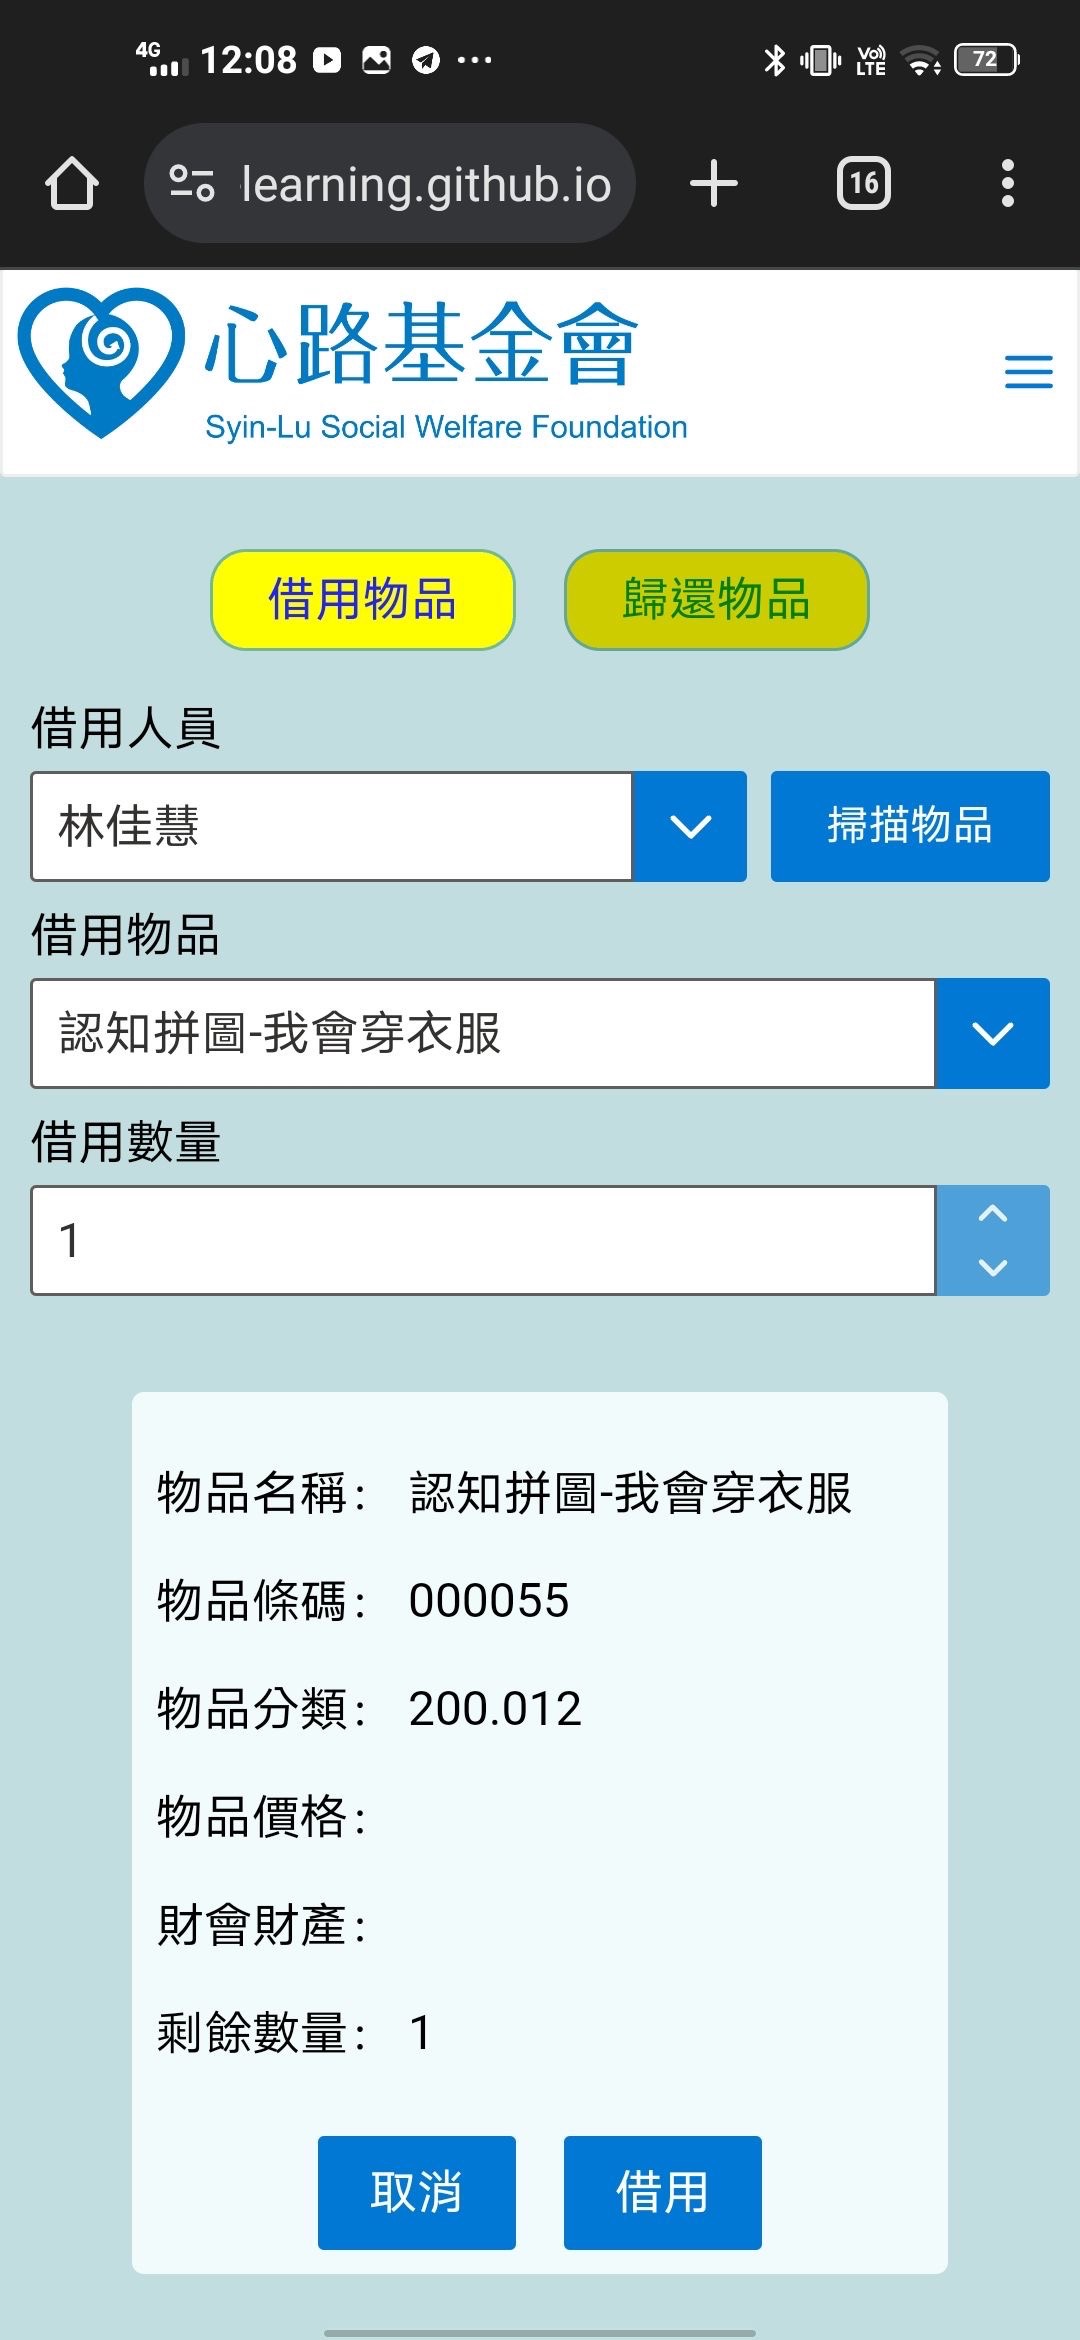 4G 12:08 ... VoLTE 72
learning.github.io 16
心路基金會
Syin-Lu Social Welfare Foundation
借用物品 歸還物品
借用人員
林佳慧 掃描物品
借用物品
認知拼圖-我會穿衣服
借用數量
1
物品名稱: 認知拼圖-我會穿衣服
物品條碼: 000055
物品分類: 200.012
物品價格:
財會財產:
剩餘數量: 1
取消 借用